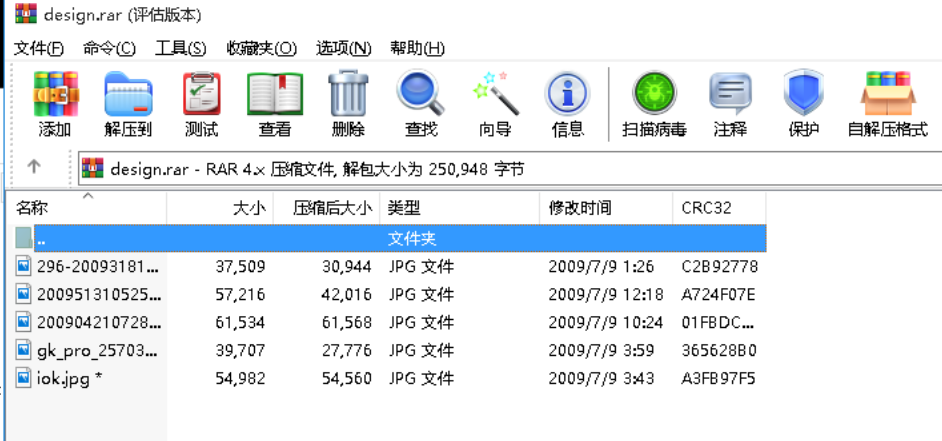 design.rar (评估版本)
文件(F) 命令(C) 工具(S) 收藏夹(O) 选项(N) 帮助(H)
添加 解压到 测试 查看 删除 查找 向导 信息 扫描病毒 注释 保护 自解压格式
design.rar - RAR 4.x 压缩文件, 解包大小为 250,948 字节
名称 大小 压缩后大小 类型 修改时间 CRC32
.. 文件夹
296-20093181... 37,509 30,944 JPG 文件 2009/7/9 1:26 C2B92778
200951310525... 57,216 42,016 JPG 文件 2009/7/9 12:18 A724F07E
200904210728... 61,534 61,568 JPG 文件 2009/7/9 10:24 01FBDC...
gk_pro_25703... 39,707 27,776 JPG 文件 2009/7/9 3:59 365628B0
iok.jpg * 54,982 54,560 JPG 文件 2009/7/9 3:43 A3FB97F5